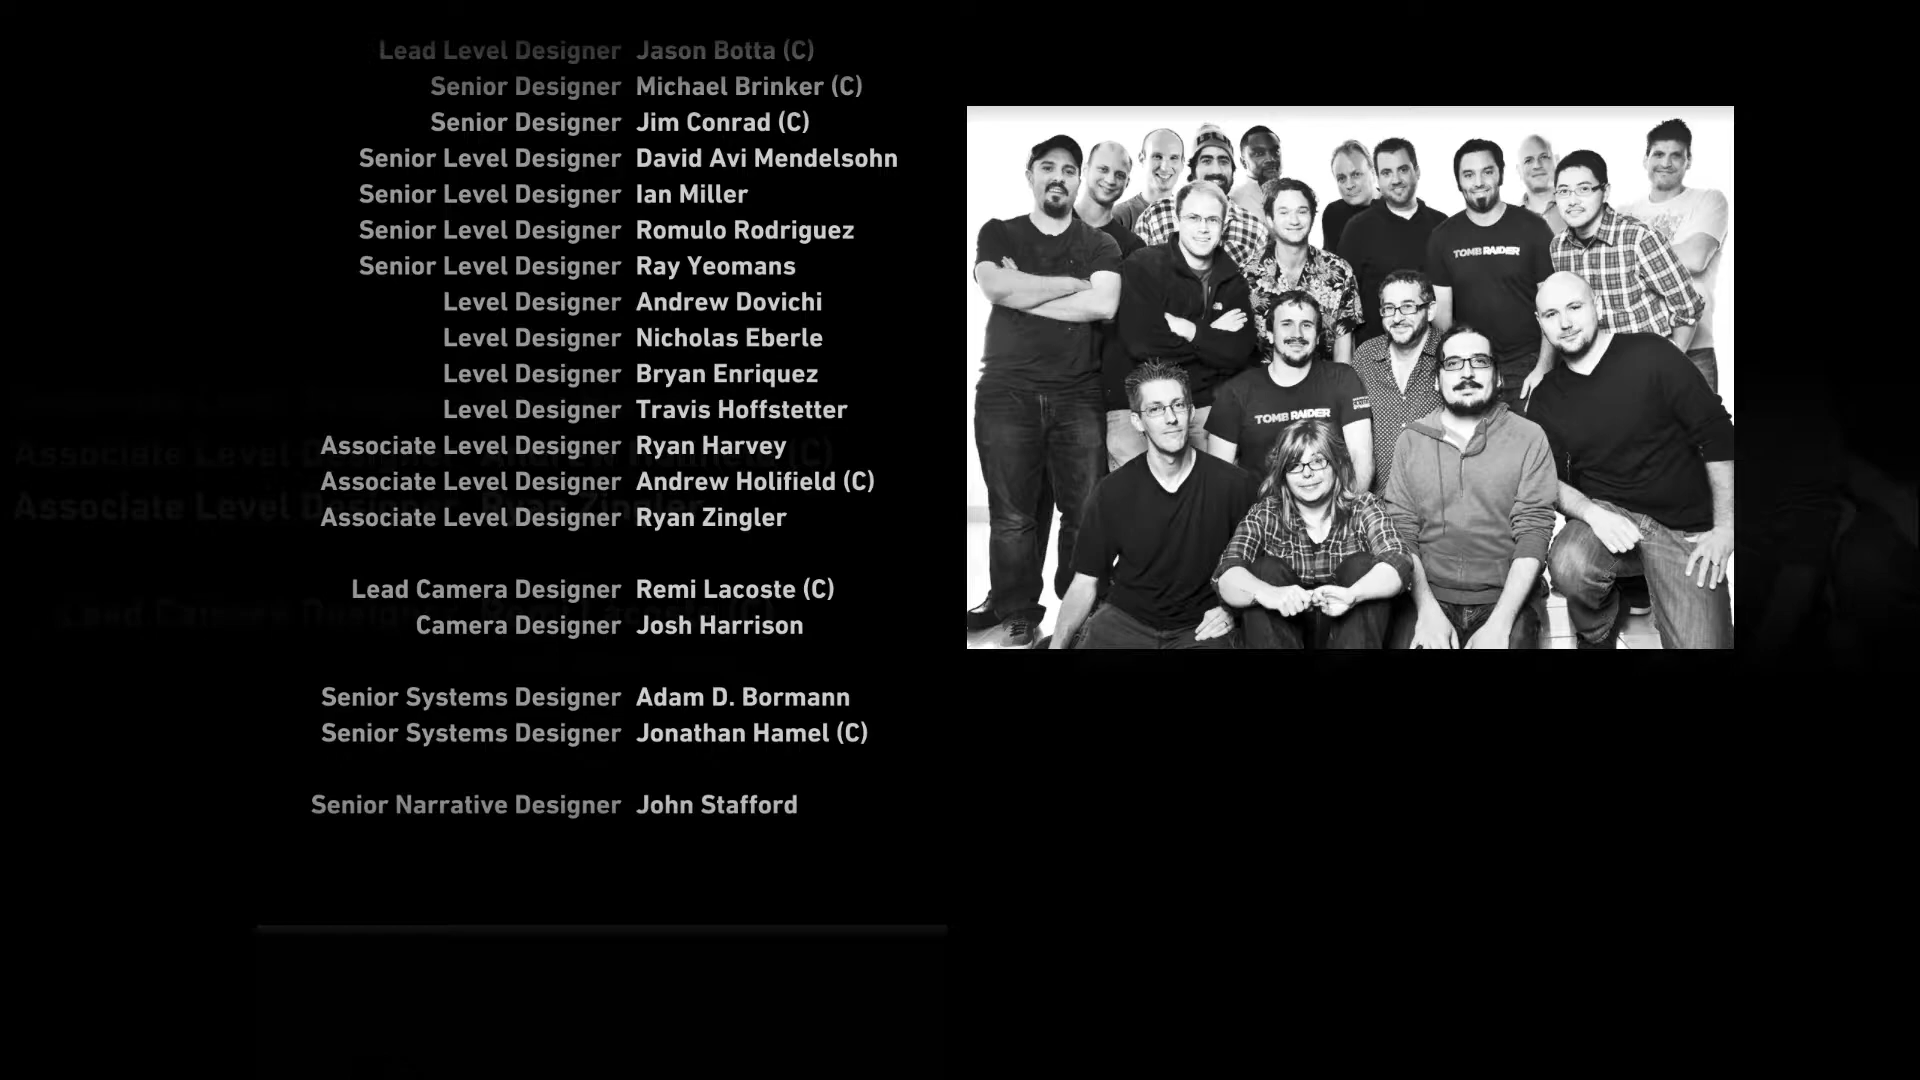 Lead Level Designer Jason Botta (C)
Senior Designer Michael Brinker (C)
Senior Designer Jim Conrad (C)
Senior Level Designer David Avi Mendelsohn
Senior Level Designer Ian Miller
Senior Level Designer Romulo Rodriguez
Senior Level Designer Ray Yeomans
Level Designer Andrew Dovichi
Level Designer Nicholas Eberle
Level Designer Bryan Enriquez
Level Designer Travis Hoffstetter
Associate Level Designer Ryan Harvey
Associate Level Designer Andrew Holifield (C)
Associate Level Designer Ryan Zingler
Lead Camera Designer Remi Lacoste (C)
Camera Designer Josh Harrison
Senior Systems Designer Adam D. Bormann
Senior Systems Designer Jonathan Hamel (C)
Senior Narrative Designer John Stafford
TOMB RAIDER
TOMB RAIDER